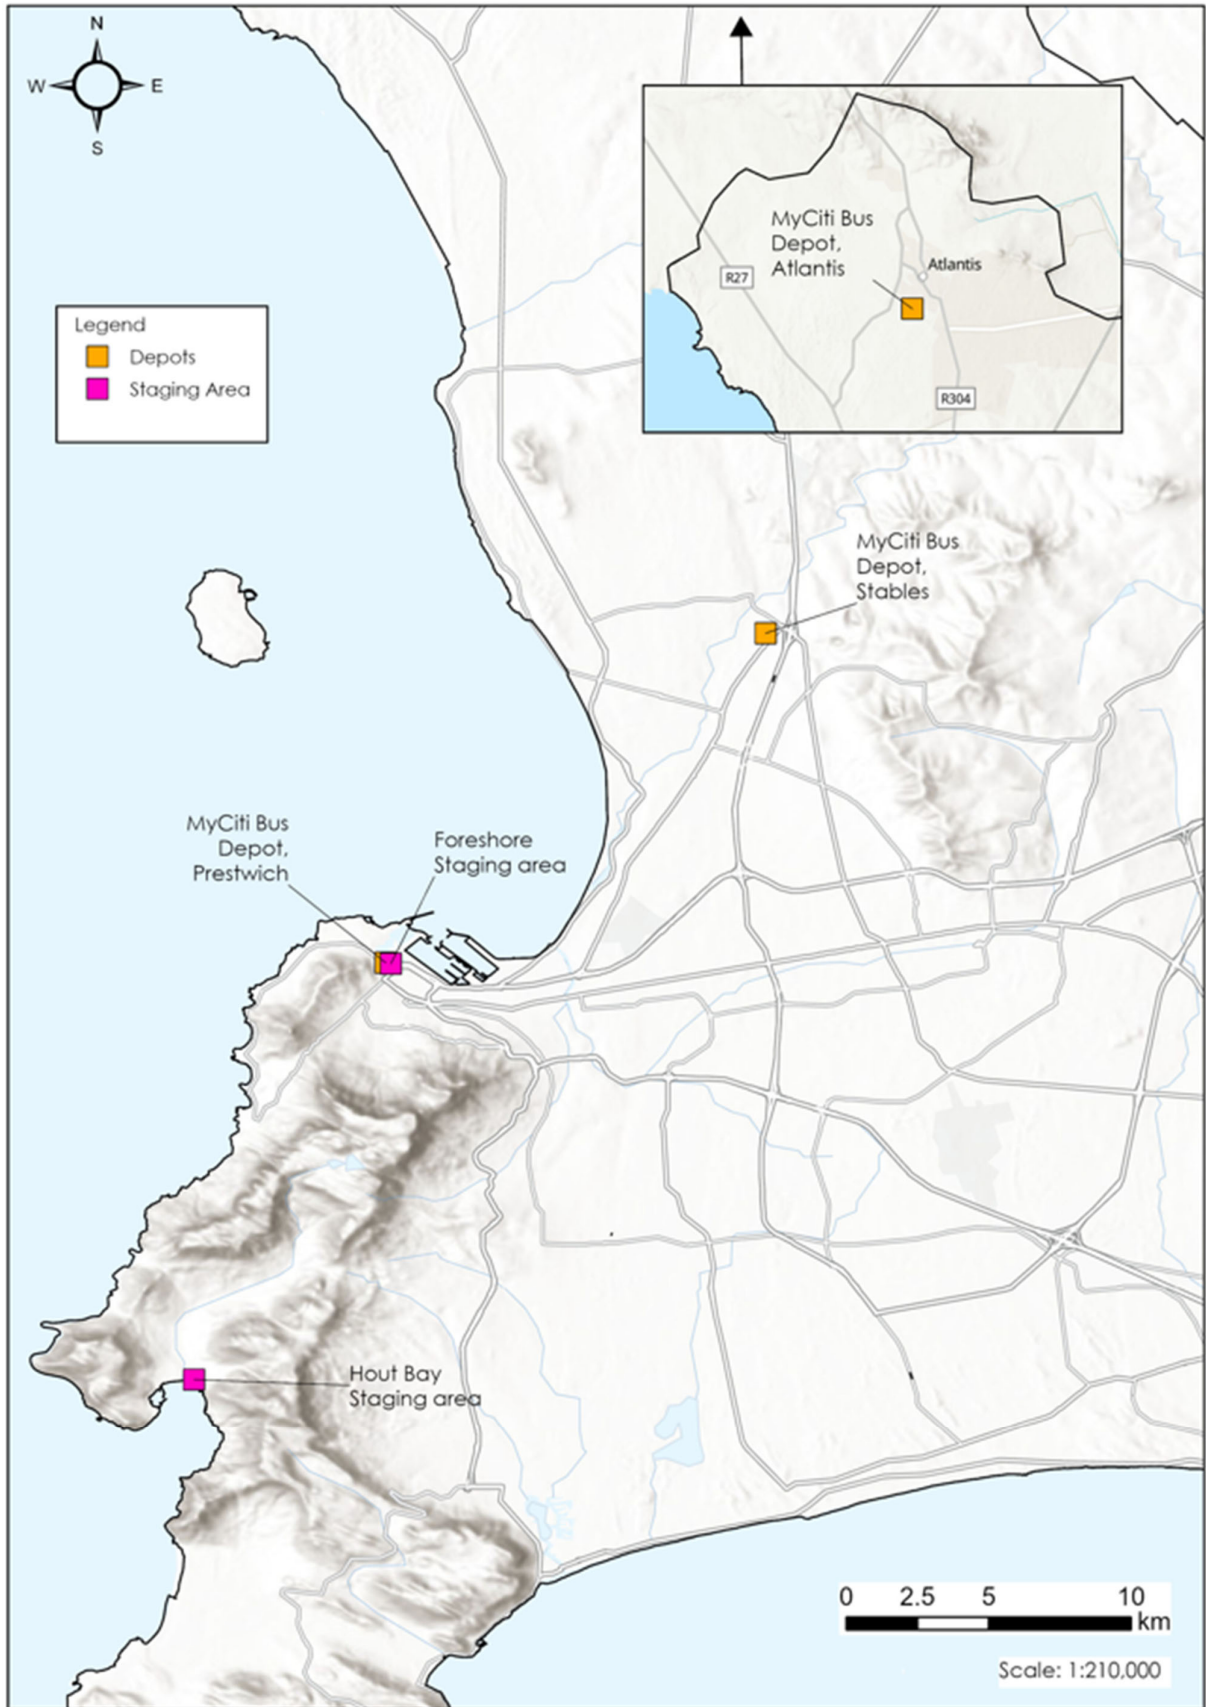 N
W
E
S
MyCiti Bus
Depot,
Atlantis
Atlantis
R27
R304
Legend
Depots
Staging Area
MyCiti Bus
Depot,
Stables
MyCiti Bus
Depot,
Prestwich
Foreshore
Staging area
Hout Bay
Staging area
0 2.5 5 10
km
Scale: 1:210,000